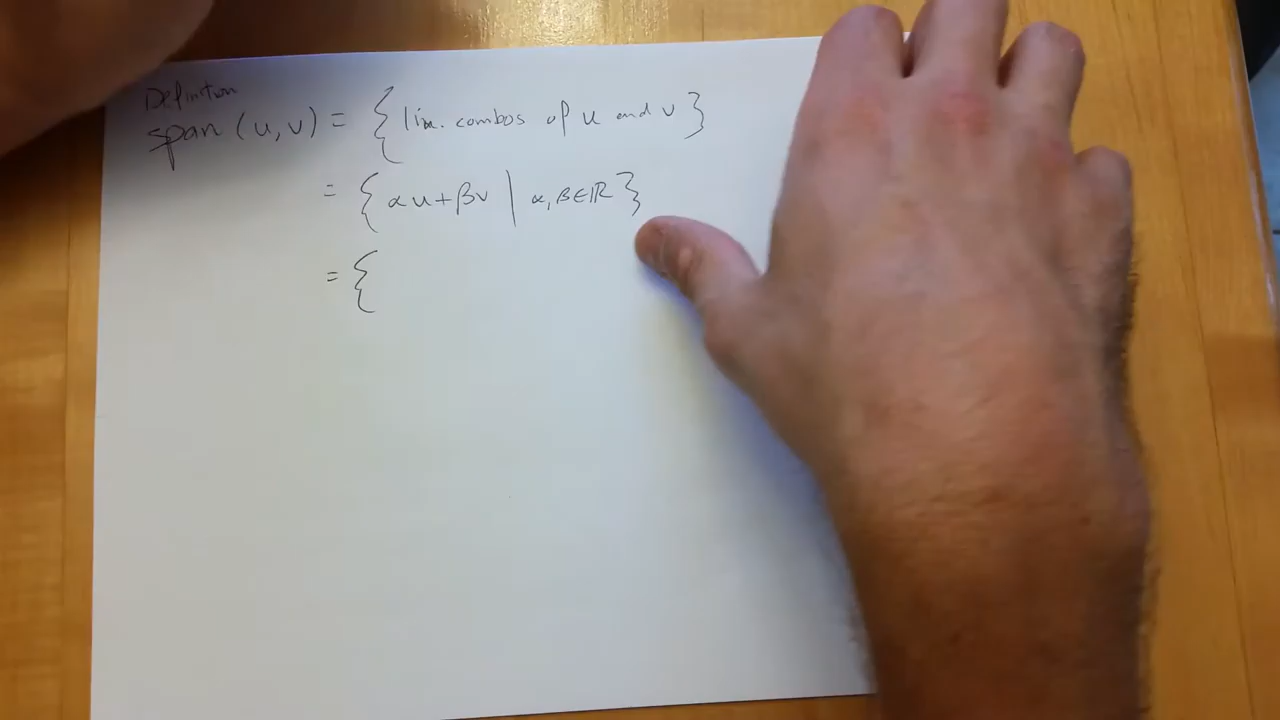 Definition
span (u, v) = { lin. combos of u and v }
= { αu + βv | α, β ∈ ℝ }
= {